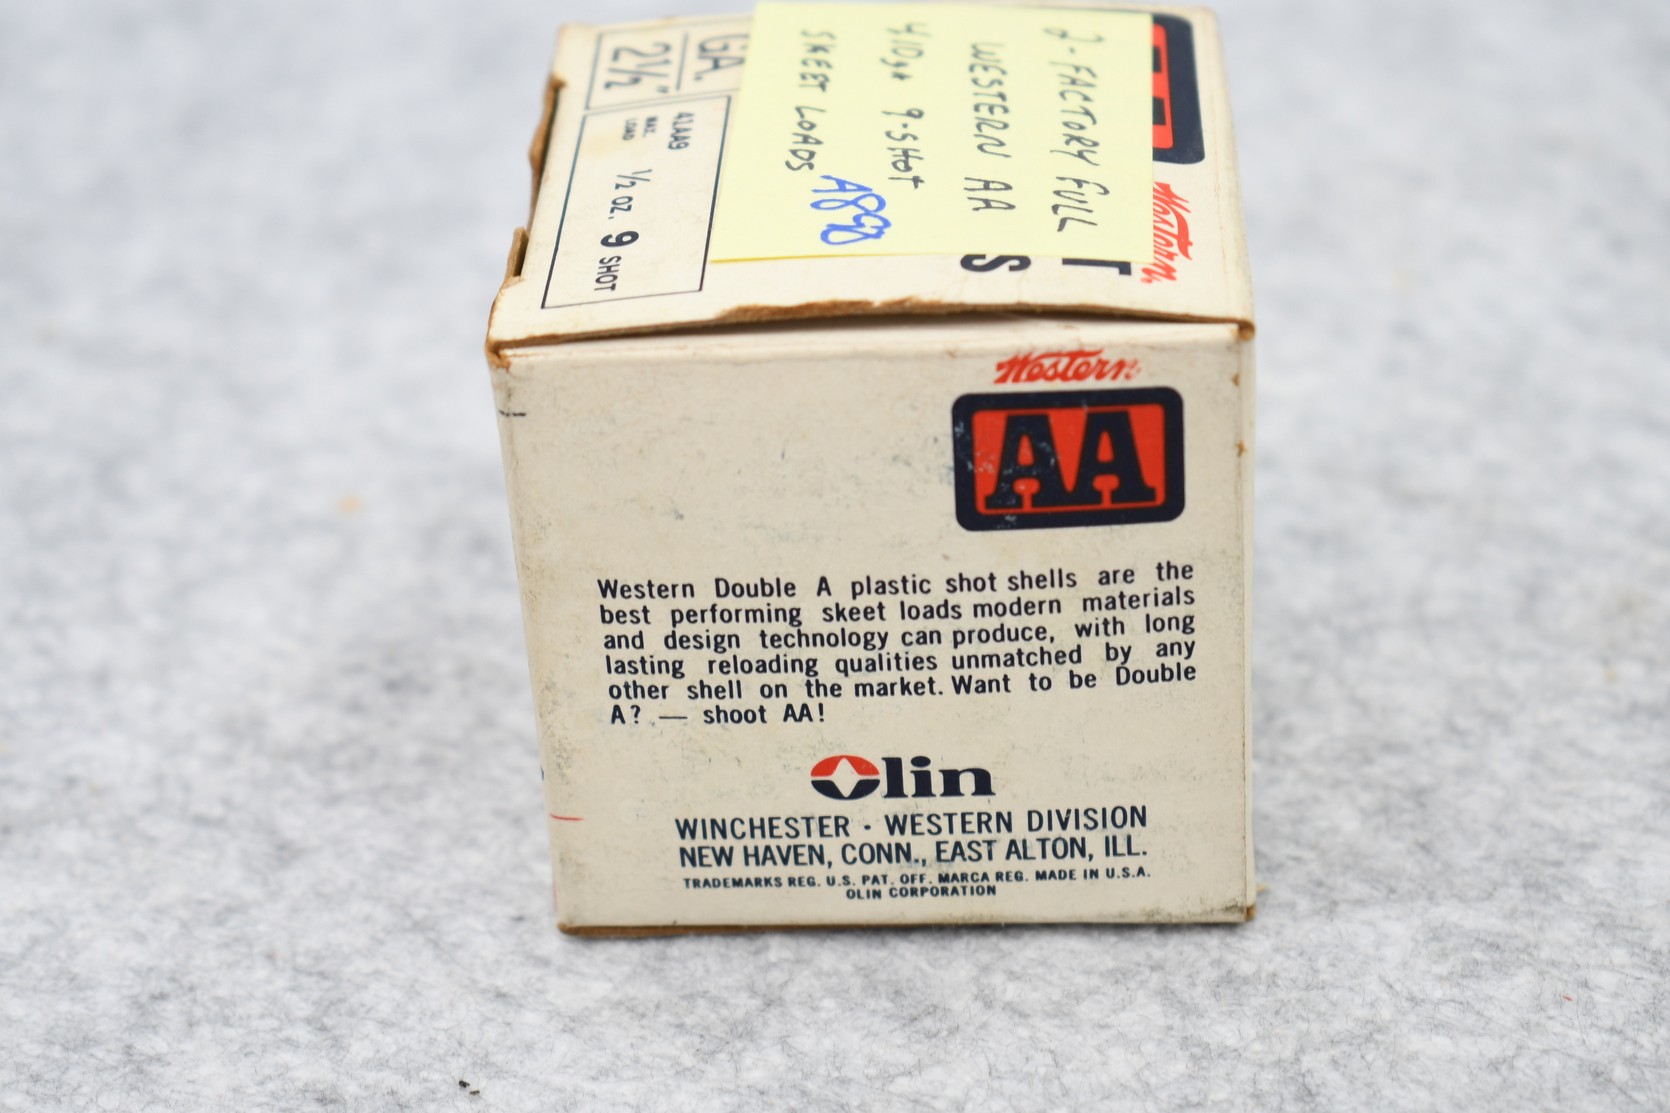 2-FACTORY FULL
WESTERN AA
410ga 9-SHOT
SKEET LOADS
A898
Western
GA.
2½"
41AA9
MAX.
LOAD
½ OZ. 9 SHOT
S
Western
AA
Western Double A plastic shot shells are the
best performing skeet loads modern materials
and design technology can produce, with long
lasting reloading qualities unmatched by any
other shell on the market. Want to be Double
A? — shoot AA!
Olin
WINCHESTER · WESTERN DIVISION
NEW HAVEN, CONN., EAST ALTON, ILL.
TRADEMARKS REG. U.S. PAT. OFF. MARCA REG. MADE IN U.S.A.
OLIN CORPORATION